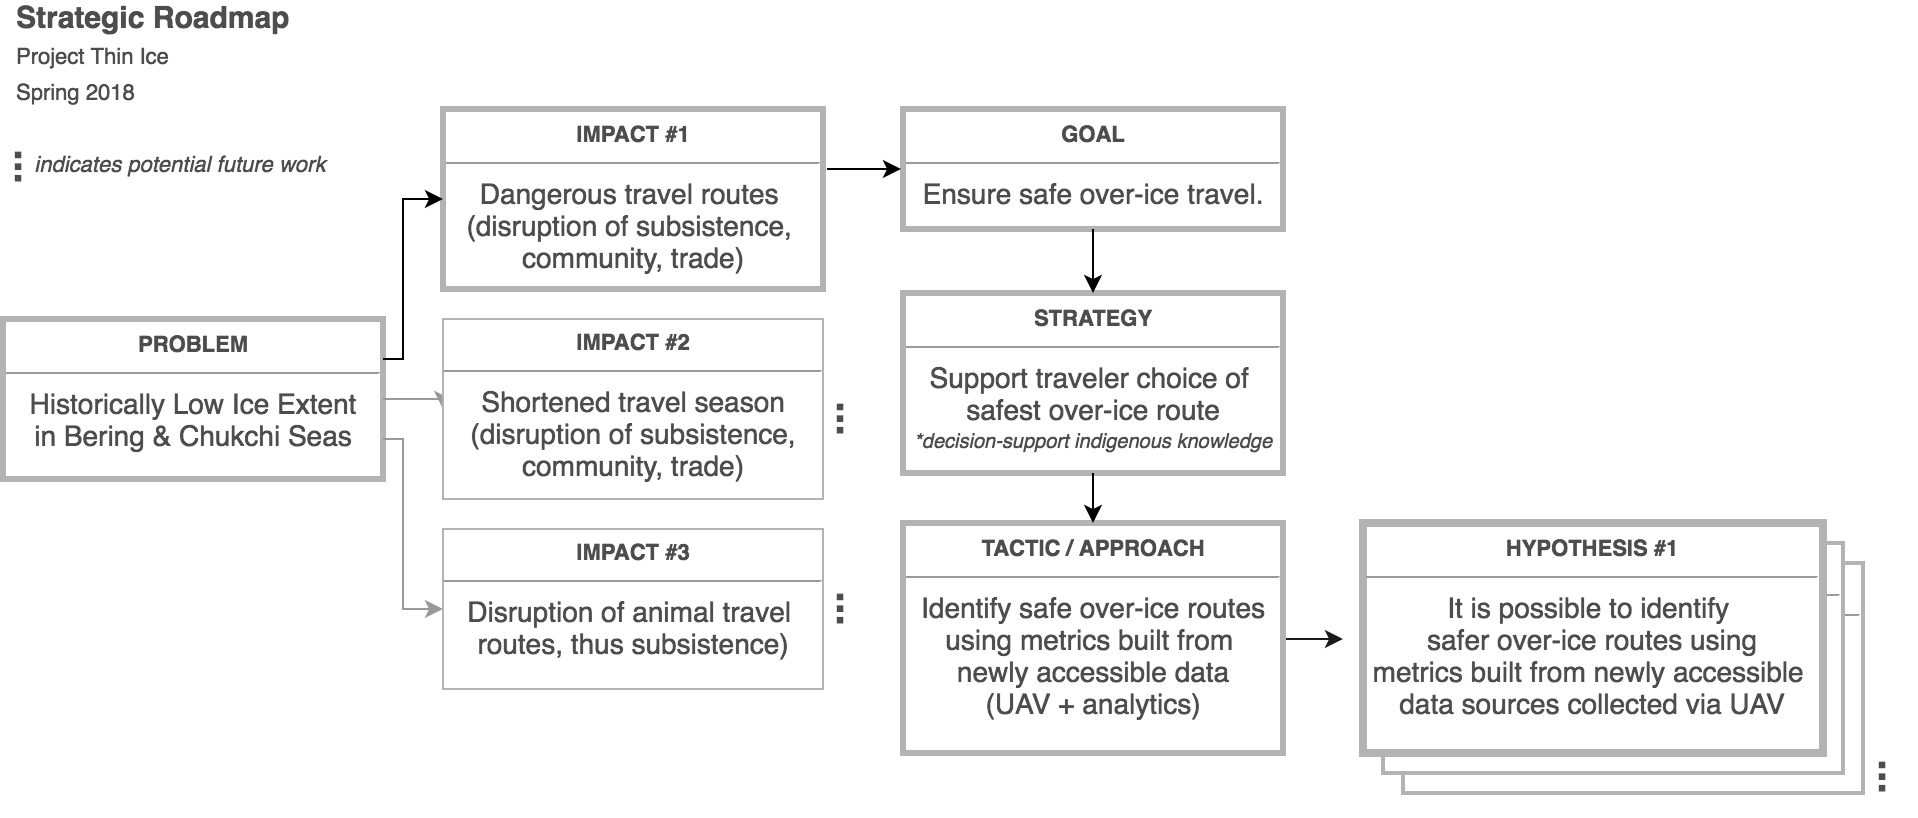 Strategic Roadmap
Project Thin Ice
Spring 2018
indicates potential future work
PROBLEM
Historically Low Ice Extent
in Bering & Chukchi Seas
IMPACT #1
Dangerous travel routes
(disruption of subsistence,
community, trade)
IMPACT #2
Shortened travel season
(disruption of subsistence,
community, trade)
IMPACT #3
Disruption of animal travel
routes, thus subsistence)
GOAL
Ensure safe over-ice travel.
STRATEGY
Support traveler choice of
safest over-ice route
*decision-support indigenous knowledge
TACTIC / APPROACH
Identify safe over-ice routes
using metrics built from
newly accessible data
(UAV + analytics)
HYPOTHESIS #1
It is possible to identify
safer over-ice routes using
metrics built from newly accessible
data sources collected via UAV